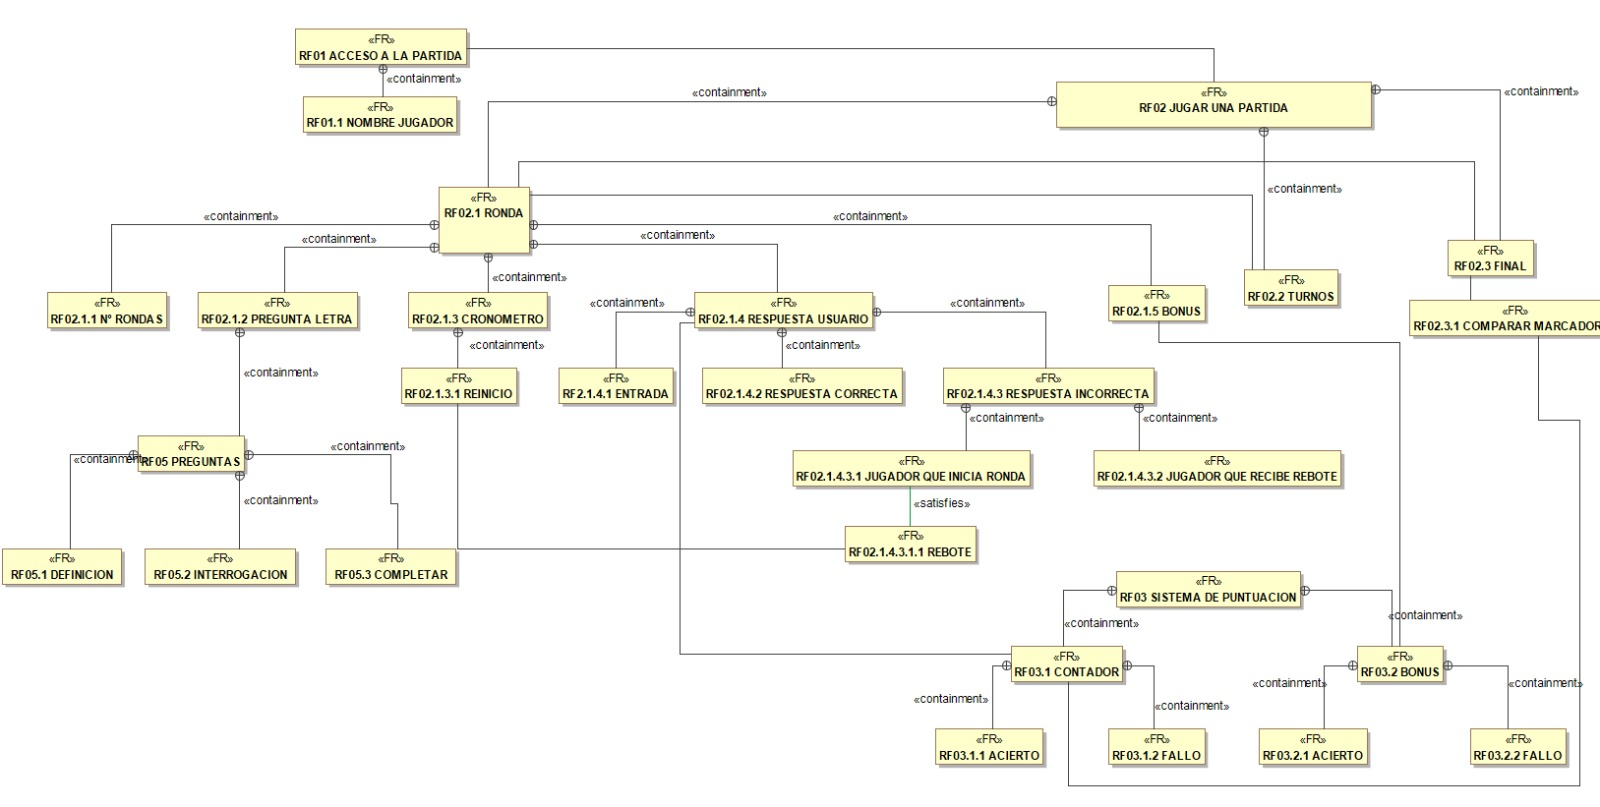 «FR»
RF01 ACCESO A LA PARTIDA
«containment»
«FR»
RF01.1 NOMBRE JUGADOR
«containment»
«FR»
RF02 JUGAR UNA PARTIDA
«containment»
«containment»
«FR»
RF02.1 RONDA
«containment»
«containment»
«containment»
«containment»
«containment»
«FR»
RF02.3 FINAL
«FR»
RF02.2 TURNOS
«FR»
RF02.1.1 Nº RONDAS
«FR»
RF02.1.2 PREGUNTA LETRA
«FR»
RF02.1.3 CRONOMETRO
«containment»
«FR»
RF02.1.4 RESPUESTA USUARIO
«containment»
«FR»
RF02.1.5 BONUS
«FR»
RF02.3.1 COMPARAR MARCADOR
«containment»
«containment»
«containment»
«FR»
RF02.1.3.1 REINICIO
«FR»
RF2.1.4.1 ENTRADA
«FR»
RF02.1.4.2 RESPUESTA CORRECTA
«FR»
RF02.1.4.3 RESPUESTA INCORRECTA
«containment»
«containment»
«containment»
«FR»
RF05 PREGUNTAS
«containment»
«containment»
«FR»
RF02.1.4.3.1 JUGADOR QUE INICIA RONDA
«FR»
RF02.1.4.3.2 JUGADOR QUE RECIBE REBOTE
«satisfies»
«FR»
RF02.1.4.3.1.1 REBOTE
«FR»
RF05.1 DEFINICION
«FR»
RF05.2 INTERROGACION
«FR»
RF05.3 COMPLETAR
«FR»
RF03 SISTEMA DE PUNTUACION
«containment»
«containment»
«FR»
RF03.1 CONTADOR
«FR»
RF03.2 BONUS
«containment»
«containment»
«containment»
«containment»
«FR»
RF03.1.1 ACIERTO
«FR»
RF03.1.2 FALLO
«FR»
RF03.2.1 ACIERTO
«FR»
RF03.2.2 FALLO